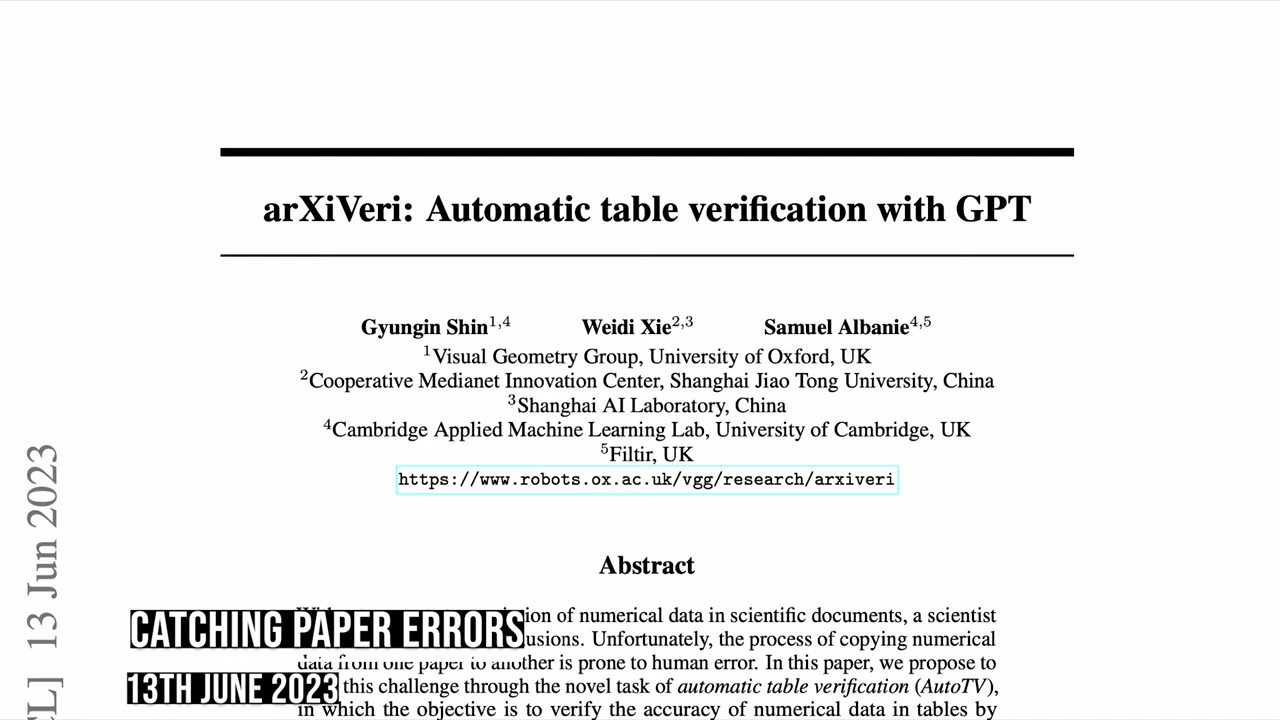 arXiVeri: Automatic table verification with GPT
Gyungin Shin1,4 Weidi Xie2,3 Samuel Albanie4,5
1Visual Geometry Group, University of Oxford, UK
2Cooperative Medianet Innovation Center, Shanghai Jiao Tong University, China
3Shanghai AI Laboratory, China
4Cambridge Applied Machine Learning Lab, University of Cambridge, UK
5Filtir, UK
https://www.robots.ox.ac.uk/vgg/research/arxiveri
Abstract
of numerical data in scientific documents, a scientist
Unfortunately, the process of copying numerical
data from one paper to another is prone to human error. In this paper, we propose to
this challenge through the novel task of automatic table verification (AutoTV),
in which the objective is to verify the accuracy of numerical data in tables by
CATCHING PAPER ERRORS
13TH JUNE 2023
13 Jun 2023